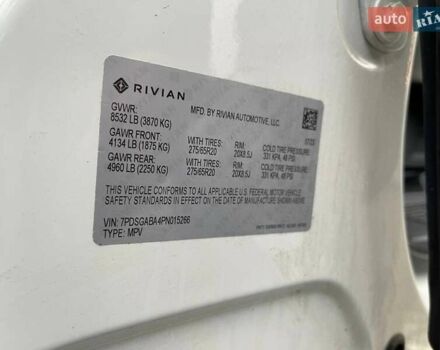 auto RIA
RIVIAN
MFD. BY RIVIAN AUTOMOTIVE, LLC.
07/23
GVWR:
8532 LB (3870 KG)
GAWR FRONT: WITH TIRES: RIM: COLD TIRE PRESSURE:
4134 LB (1875 KG) 275/65R20 20X8.5J 331 KPA, 48 PSI
GAWR REAR: WITH TIRES: RIM: COLD TIRE PRESSURE:
4960 LB (2250 KG) 275/65R20 20X8.5J 331 KPA, 48 PSI
THIS VEHICLE CONFORMS TO ALL APPLICABLE U.S. FEDERAL MOTOR VEHICLE
SAFETY STANDARDS IN EFFECT ON THE DATE OF MANUFACTURE SHOWN ABOVE.
VIN: 7PDSGABA4PN015266
TYPE: MPV